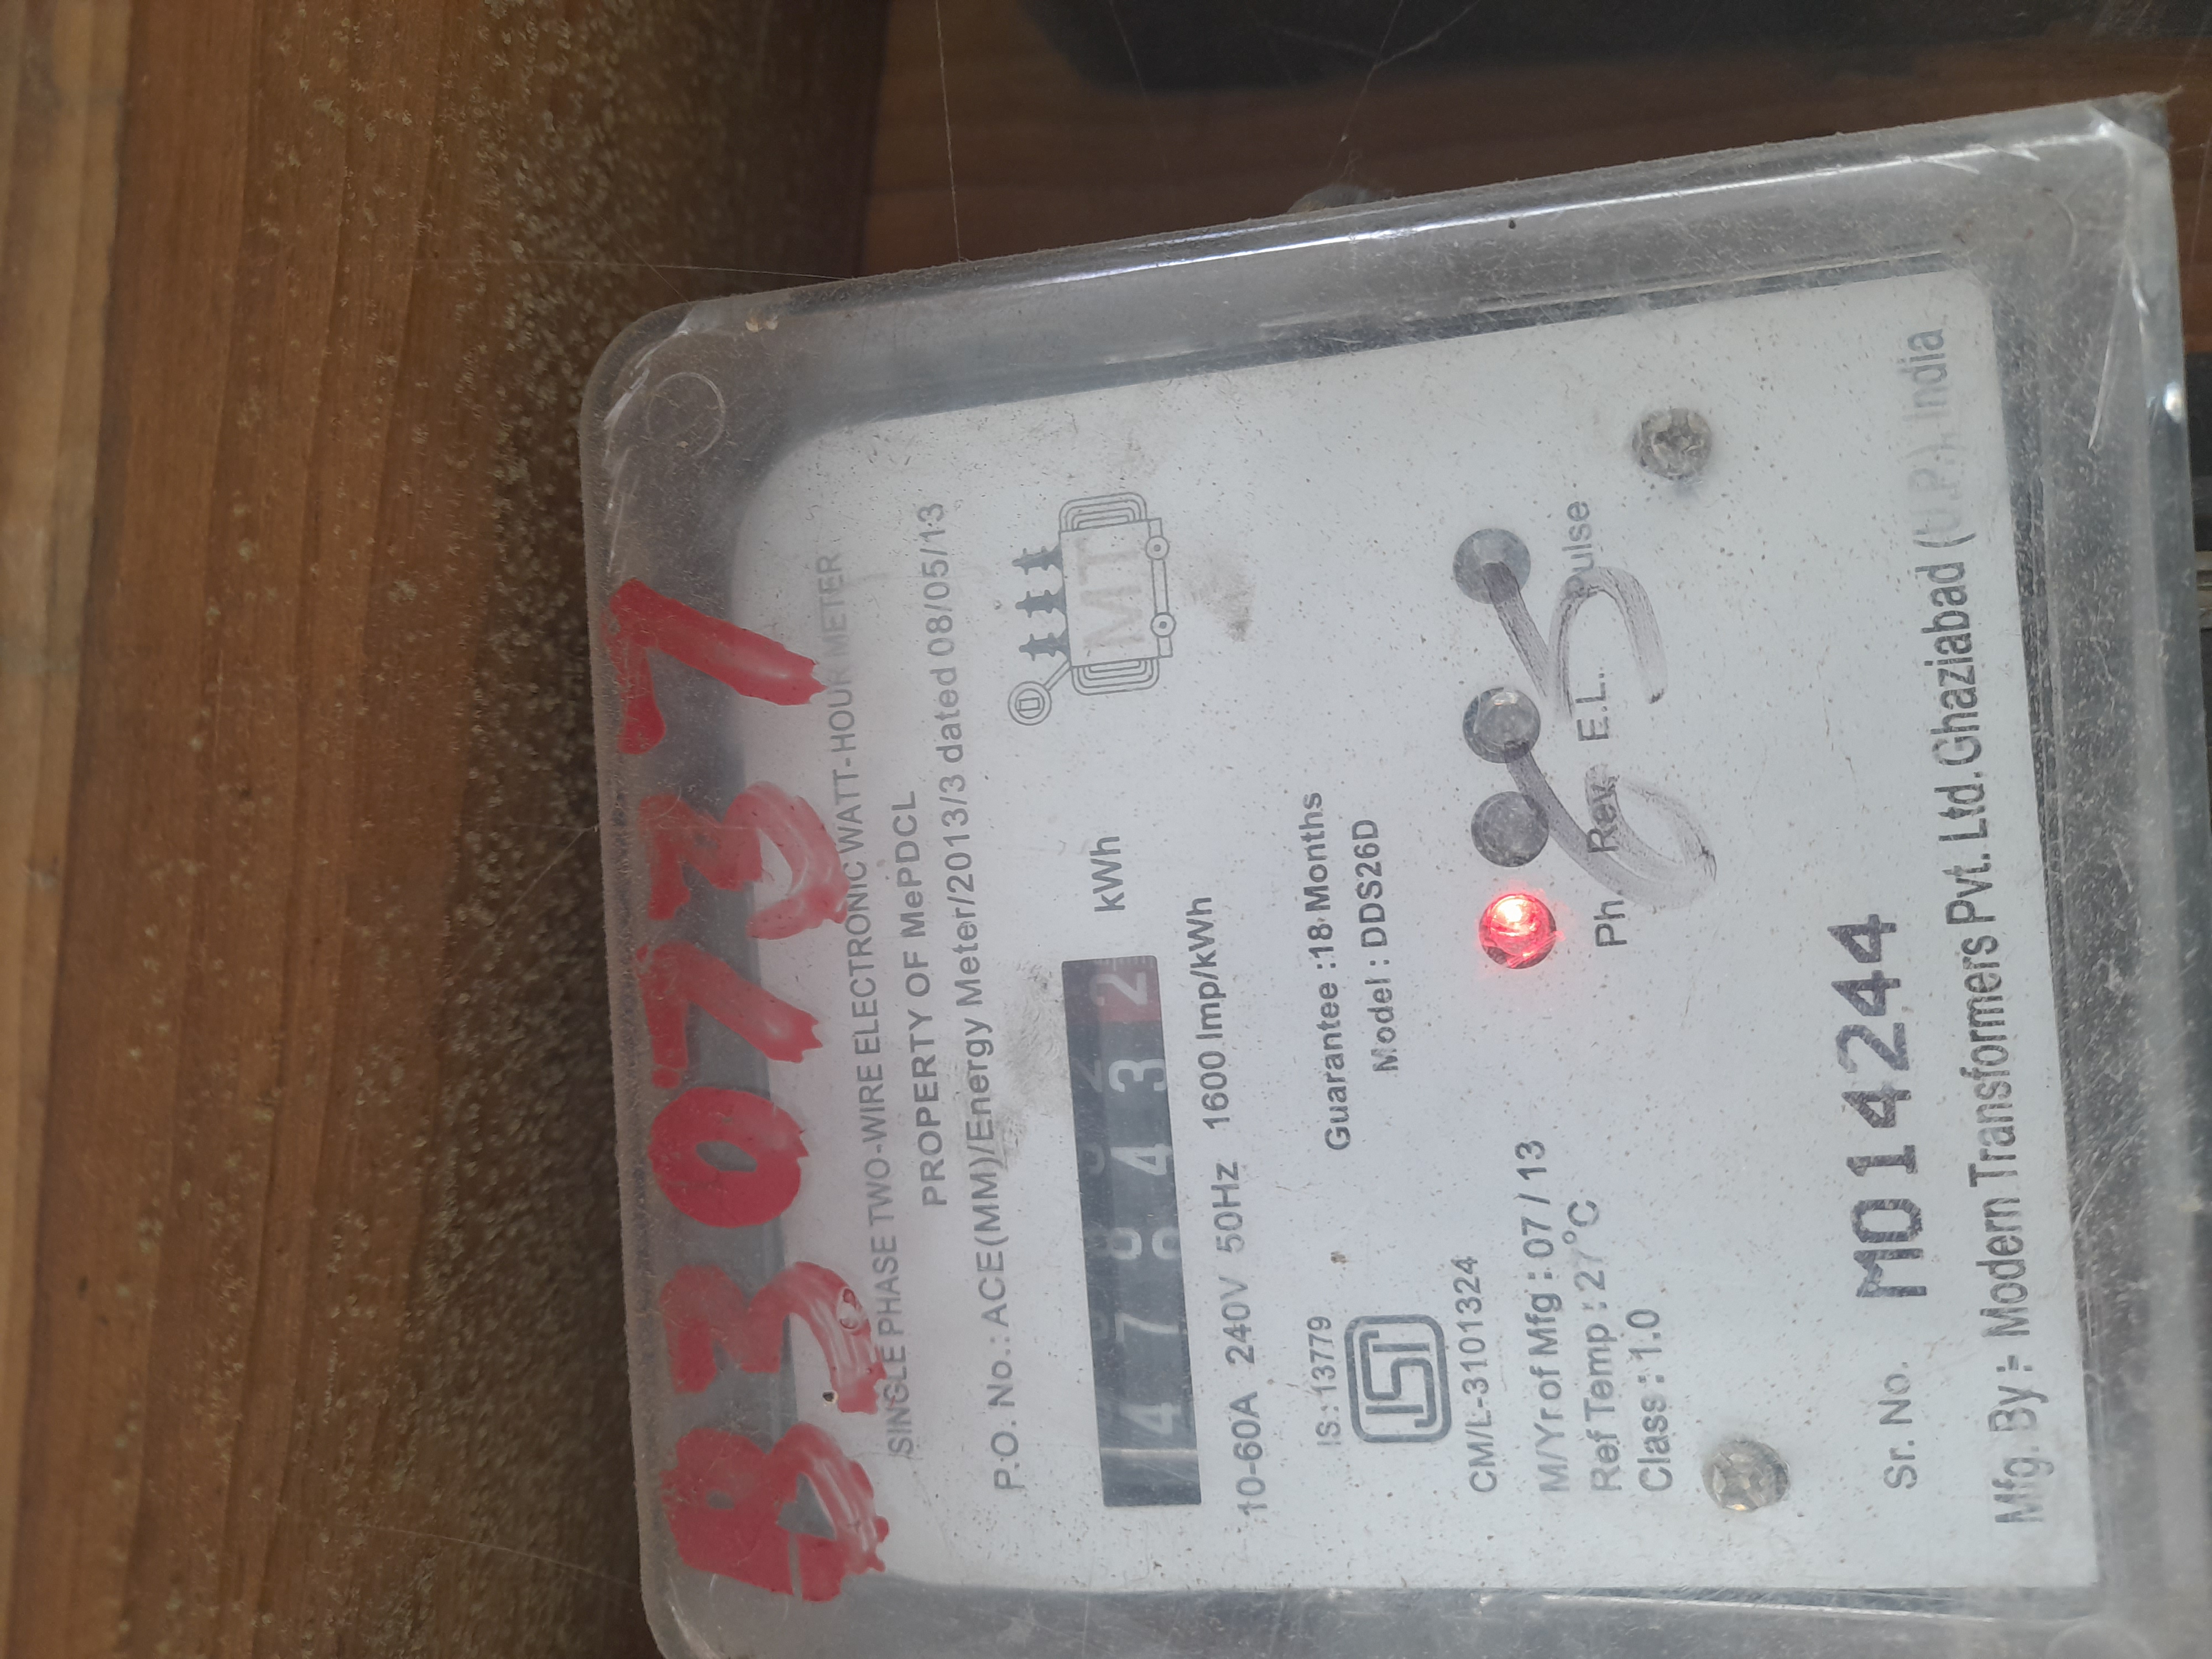 B30737
SINGLE PHASE TWO-WIRE ELECTRONIC WATT-HOUR METER
PROPERTY OF MePDCL
P.O. No.: ACE(MM)/Energy Meter/2013/3 dated 08/05/13
MT
478432 kWh
10-60A 240V 50Hz 1600 Imp/kWh
IS : 13779 Guarantee :18 Months
Model : DDS26D
ISI
CM/L-3101324
M/Yr of Mfg : 07 / 13
Ref Temp : 27°C
Class : 1.0
Ph Rev E.L. Pulse
Sr. No. M014244
Mfg. By :- Modern Transformers Pvt. Ltd. Ghaziabad (U.P.) India